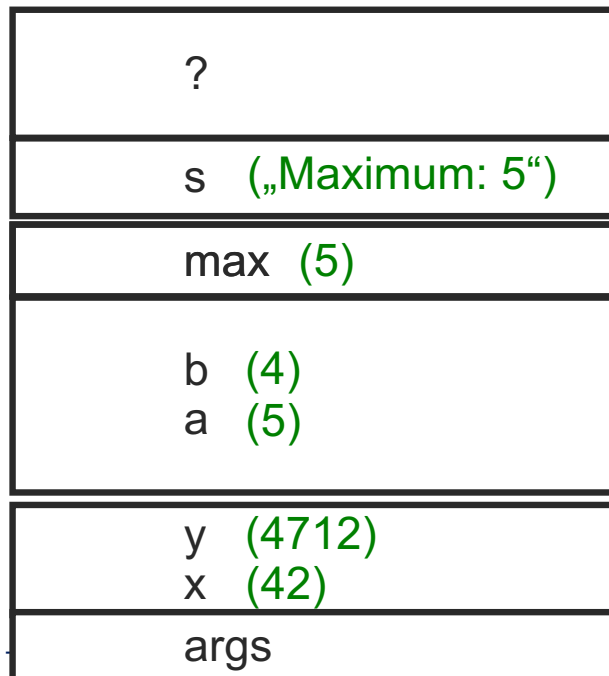 ?
s („Maximum: 5“)
max (5)
b (4)
a (5)
y (4712)
x (42)
args